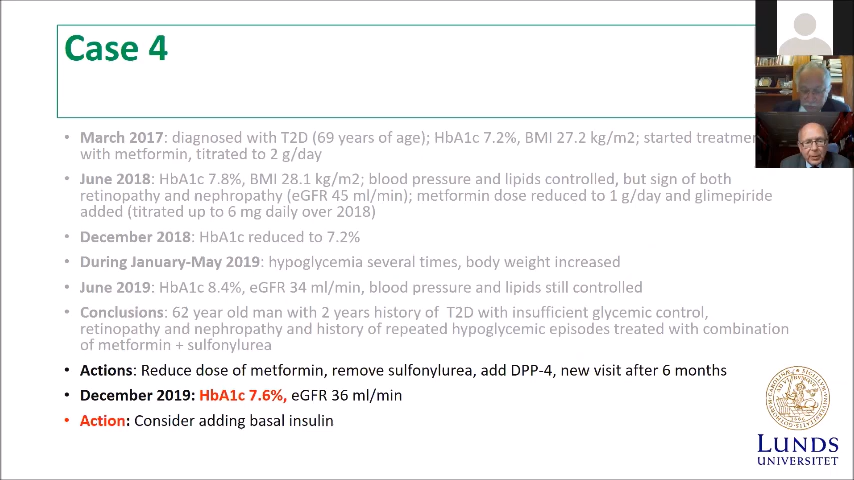 Case 4
• March 2017: diagnosed with T2D (69 years of age); HbA1c 7.2%, BMI 27.2 kg/m2; started
with metformin, titrated to 2 g/day
• June 2018: HbA1c 7.8%, BMI 28.1 kg/m2; blood pressure and lipids controlled, but sign of both
retinopathy and nephropathy (eGFR 45 ml/min); metformin dose reduced to 1 g/day and glimepiride
added (titrated up to 6 mg daily over 2018)
• December 2018: HbA1c reduced to 7.2%
• During January-May 2019: hypoglycemia several times, body weight increased
• June 2019: HbA1c 8.4%, eGFR 34 ml/min, blood pressure and lipids still controlled
• Conclusions: 62 year old man with 2 years history of T2D with insufficient glycemic control,
retinopathy and nephropathy and history of repeated hypoglycemic episodes treated with combination
of metformin + sulfonylurea
• Actions: Reduce dose of metformin, remove sulfonylurea, add DPP-4, new visit after 6 months
• December 2019: HbA1c 7.6%, eGFR 36 ml/min
• Action: Consider adding basal insulin
LUNDS
UNIVERSITET